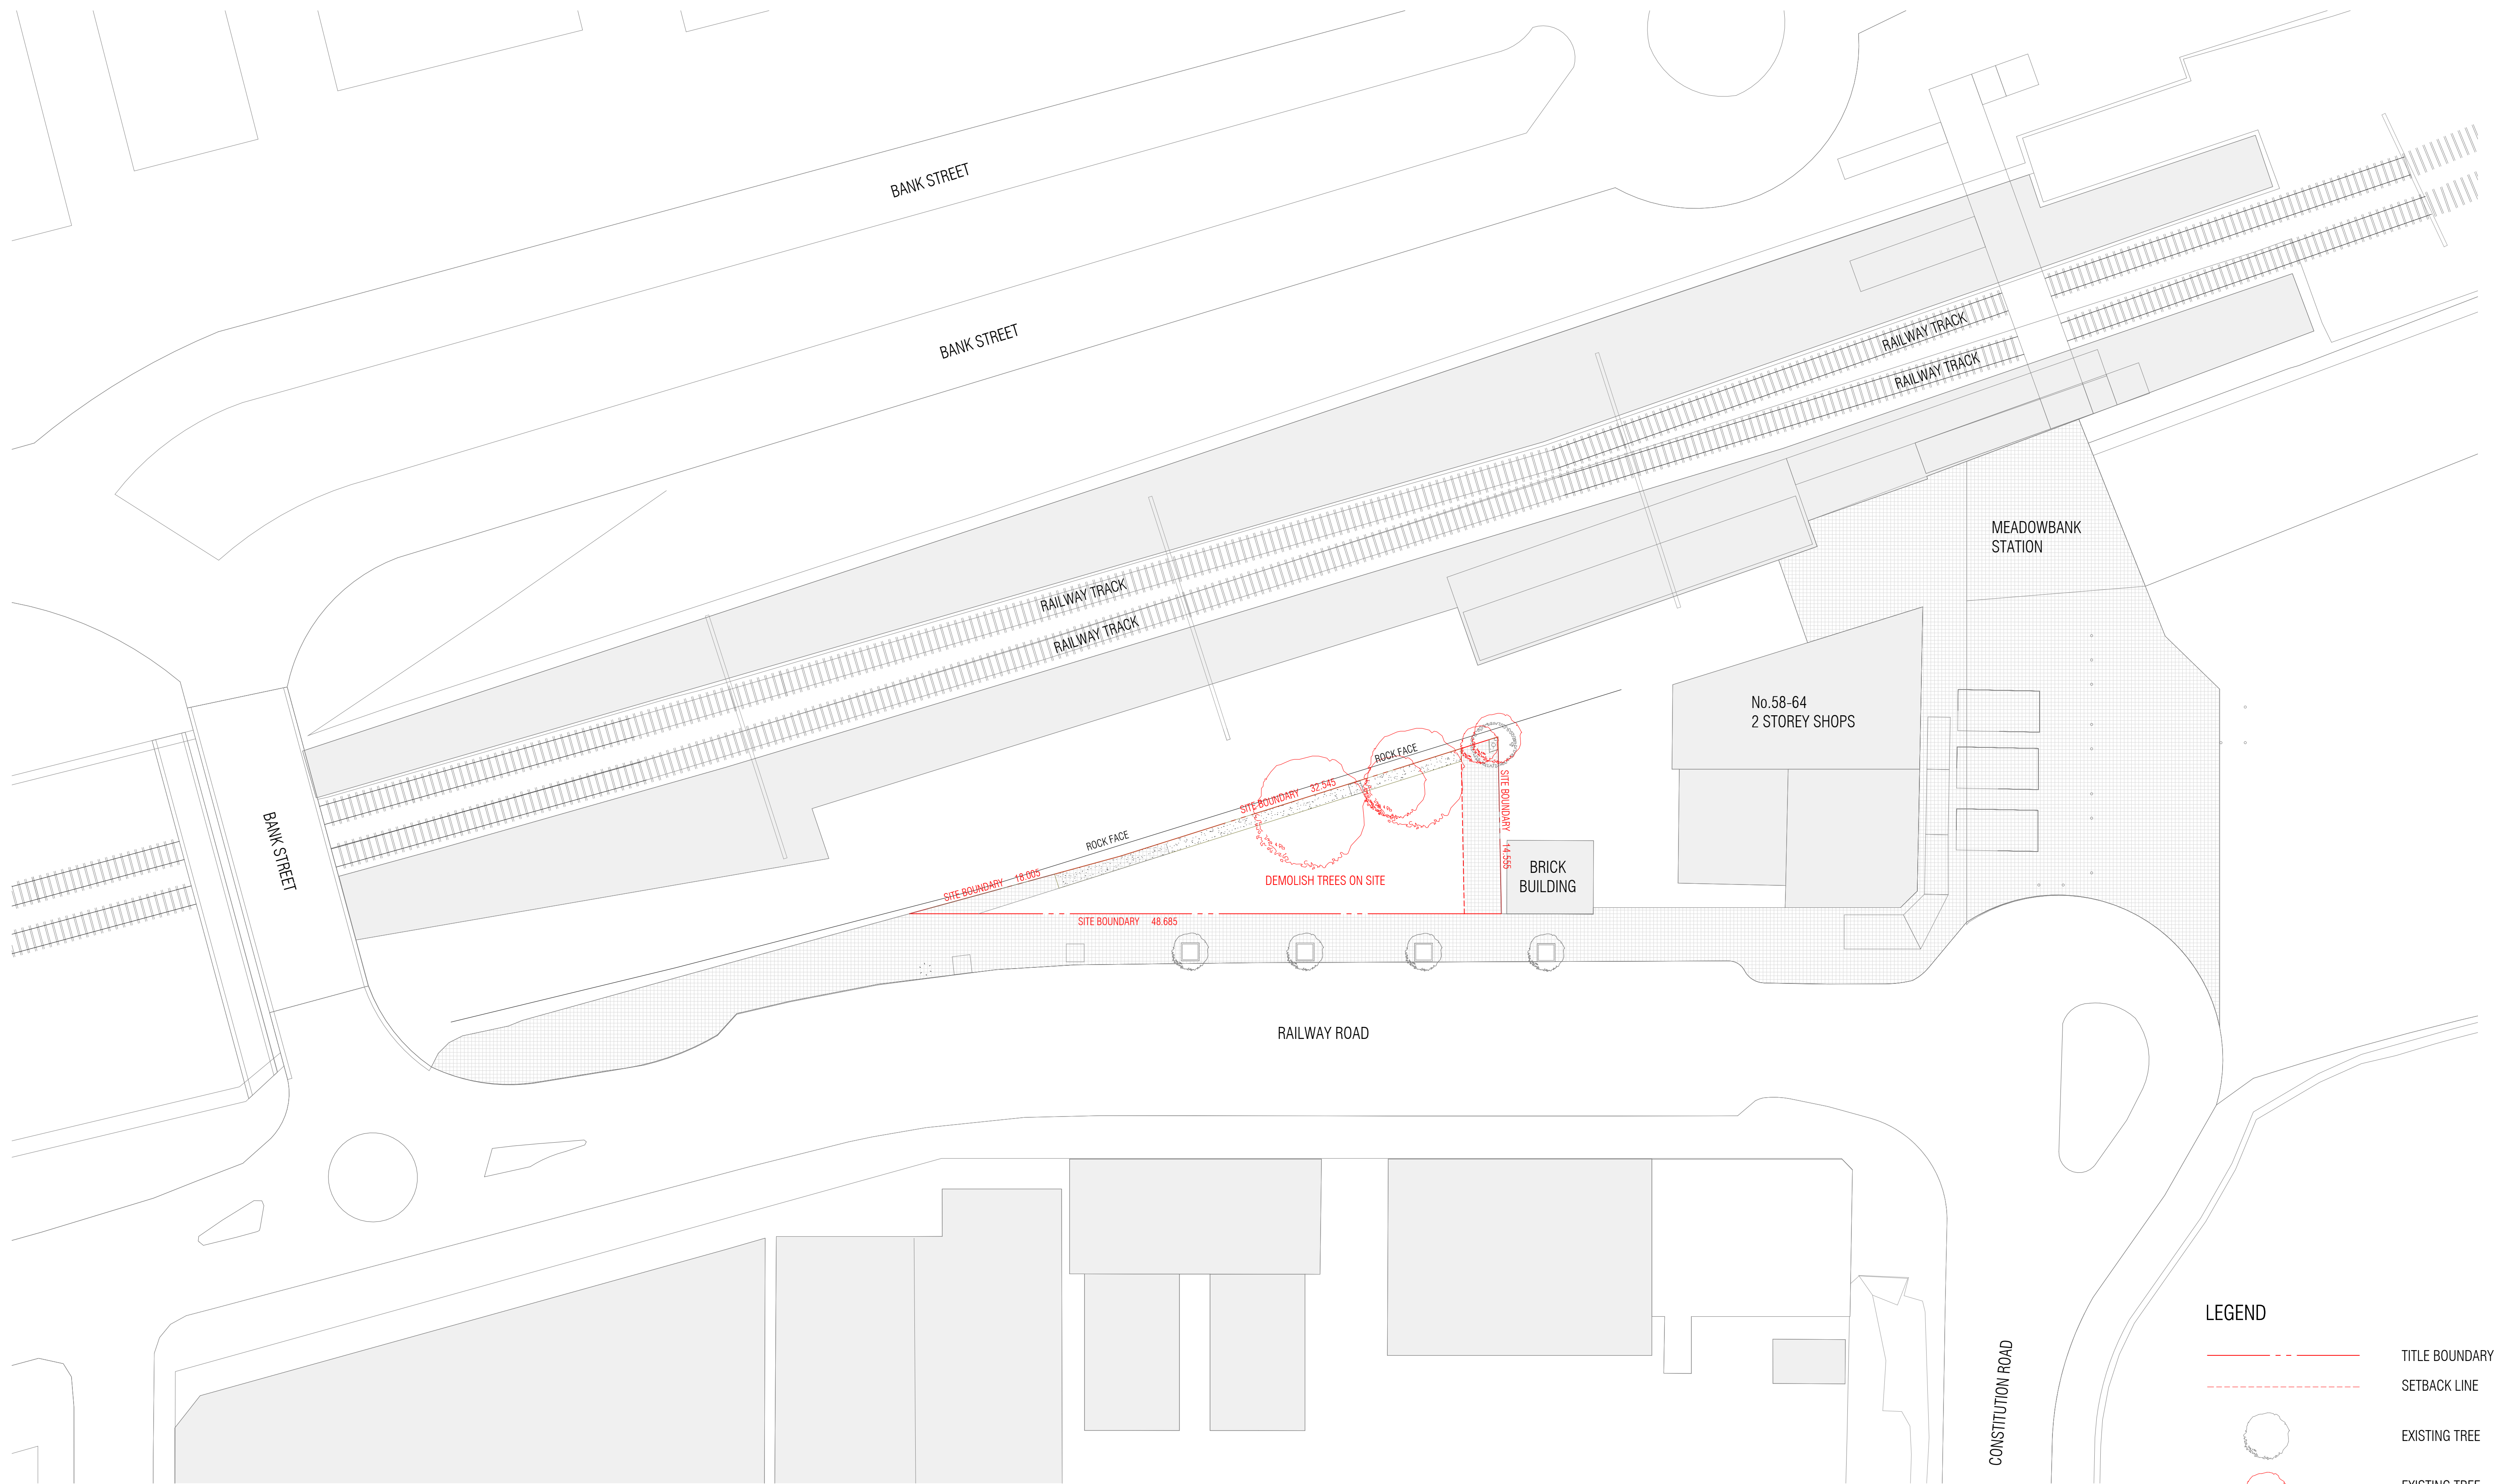 BANK STREET
BANK STREET
RAILWAY TRACK
RAILWAY TRACK
MEADOWBANK
STATION
RAILWAY TRACK
RAILWAY TRACK
No.58-64
2 STOREY SHOPS
ROCK FACE
SITE BOUNDARY 32.545
SITE BOUNDARY 14.555
BANK STREET
ROCK FACE
BRICK
BUILDING
SITE BOUNDARY 18.005
DEMOLISH TREES ON SITE
SITE BOUNDARY 48.685
RAILWAY ROAD
CONSTITUTION ROAD
LEGEND
TITLE BOUNDARY
SETBACK LINE
EXISTING TREE
EXISTING TREE